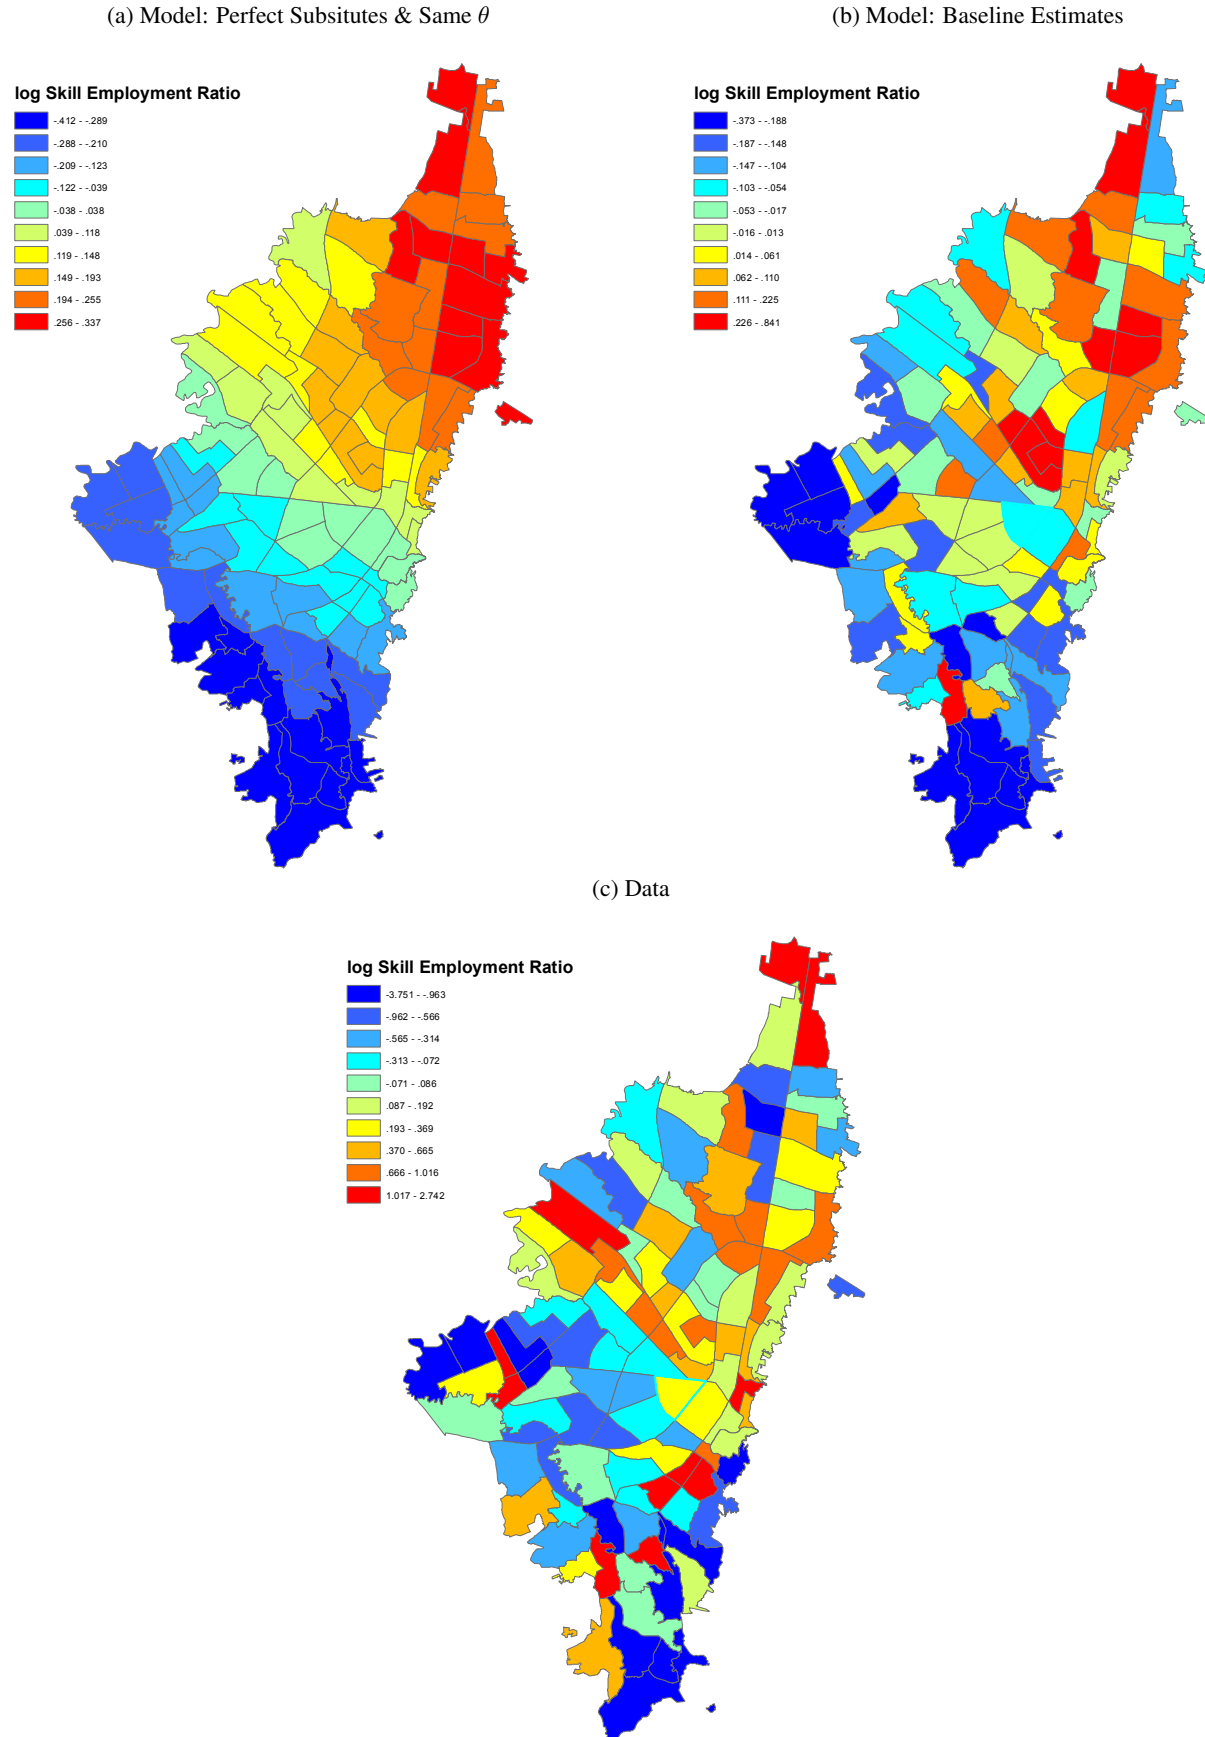 (a) Model: Perfect Subsitutes & Same θ
(b) Model: Baseline Estimates
log Skill Employment Ratio
-.412 - -.289
-.288 - -.210
-.209 - -.123
-.122 - -.039
-.038 - .038
.039 - .118
.119 - .148
.149 - .193
.194 - .255
.256 - .337
log Skill Employment Ratio
-.373 - -.188
-.187 - -.148
-.147 - -.104
-.103 - -.054
-.053 - -.017
-.016 - .013
.014 - .061
.062 - .110
.111 - .225
.226 - .841
(c) Data
log Skill Employment Ratio
-3.751 - -.963
-.962 - -.566
-.565 - -.314
-.313 - -.072
-.071 - .086
.087 - .192
.193 - .369
.370 - .665
.666 - 1.016
1.017 - 2.742